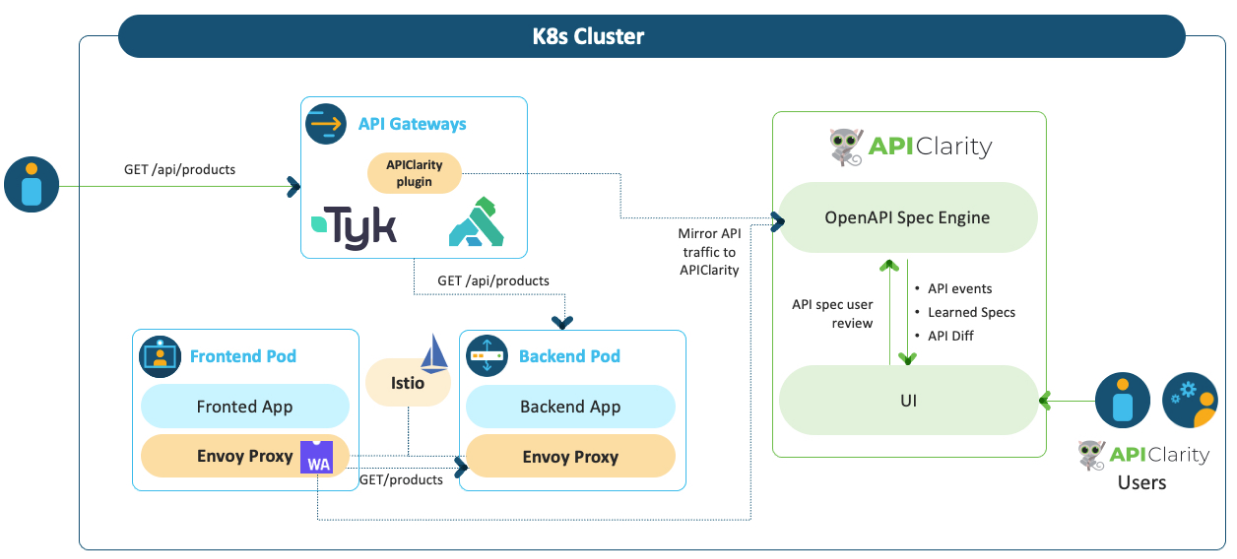 K8s Cluster
API Gateways
APIClarity
plugin
Tyk
GET /api/products
Mirror API
traffic to
APIClarity
GET /api/products
APIClarity
OpenAPI Spec Engine
API spec user
review
• API events
• Learned Specs
• API Diff
UI
Frontend Pod
Fronted App
Envoy Proxy
WA
Istio
Backend Pod
Backend App
Envoy Proxy
GET/products
APIClarity
Users